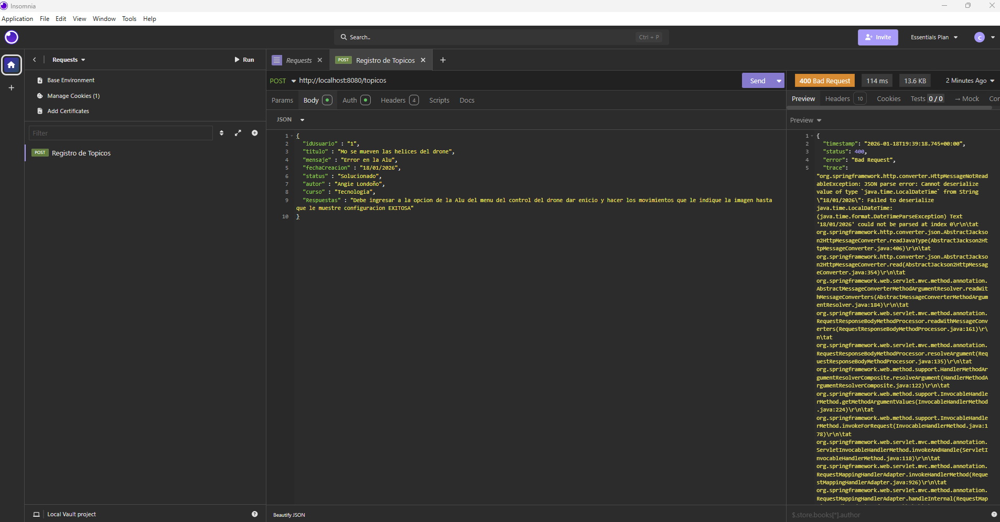 Insomnia
Application File Edit View Window Tools Help
Search.. Ctrl + P
Invite
Essentials Plan
C
Requests
Run
Base Environment
Manage Cookies (1)
Add Certificates
Filter
POST Registro de Topicos
Local Vault project
Requests
POST Registro de Topicos
POST http://localhost:8080/topicos
Send
Params Body Auth Headers 4 Scripts Docs
JSON
1 {
2 "idUsuario" : "1",
3 "titulo" : "Mo se mueven las helices del drone",
4 "mensaje" : "Error en la Alu",
5 "fechaCreacion" : "18/01/2026",
6 "status" : "Solucionado",
7 "autor" : "Angie Londoño",
8 "curso" : "Tecnologia",
9 "Respuestas" : "Debe ingresar a la opcion de la Alu del menu del control del drone dar enicio y hacer los movimientos que le indique la imagen hasta
que le muestre configuracion EXITOSA"
10 }
Beautify JSON
400 Bad Request 114 ms 13.6 KB 2 Minutes Ago
Preview Headers 10 Cookies Tests 0 / 0 → Mock Con
Preview
1 {
2 "timestamp": "2026-01-18T19:39:18.745+00:00",
3 "status": 400,
4 "error": "Bad Request",
5 "trace":
"org.springframework.http.converter.HttpMessageNotRead
ableException: JSON parse error: Cannot deserialize
value of type `java.time.LocalDateTime` from String
\"18/01/2026\": Failed to deserialize
java.time.LocalDateTime:
(java.time.format.DateTimeParseException) Text
'18/01/2026' could not be parsed at index 0\r\n\tat
org.springframework.http.converter.json.AbstractJackso
n2HttpMessageConverter.readJavaType(AbstractJackson2Ht
tpMessageConverter.java:406)\r\n\tat
org.springframework.http.converter.json.AbstractJackso
n2HttpMessageConverter.read(AbstractJackson2HttpMessag
eConverter.java:354)\r\n\tat
org.springframework.web.servlet.mvc.method.annotation.
AbstractMessageConverterMethodArgumentResolver.readWit
hMessageConverters(AbstractMessageConverterMethodArgum
entResolver.java:184)\r\n\tat
org.springframework.web.servlet.mvc.method.annotation.
RequestResponseBodyMethodProcessor.readWithMessageConv
erters(RequestResponseBodyMethodProcessor.java:161)\r\
n\tat
org.springframework.web.servlet.mvc.method.annotation.
RequestResponseBodyMethodProcessor.resolveArgument(Req
uestResponseBodyMethodProcessor.java:135)\r\n\tat
org.springframework.web.method.support.HandlerMethodAr
gumentResolverComposite.resolveArgument(HandlerMethodA
rgumentResolverComposite.java:122)\r\n\tat
org.springframework.web.method.support.InvocableHandle
rMethod.getMethodArgumentValues(InvocableHandlerMethod
.java:224)\r\n\tat
org.springframework.web.method.support.InvocableHandle
rMethod.invokeForRequest(InvocableHandlerMethod.java:1
78)\r\n\tat
org.springframework.web.servlet.mvc.method.annotation.
ServletInvocableHandlerMethod.invokeAndHandle(ServletI
nvocableHandlerMethod.java:118)\r\n\tat
org.springframework.web.servlet.mvc.method.annotation.
RequestMappingHandlerAdapter.invokeHandlerMethod(Reque
stMappingHandlerAdapter.java:926)\r\n\tat
org.springframework.web.servlet.mvc.method.annotation.
RequestMappingHandlerAdapter.handleInternal(RequestMap
$.store.books[*].author